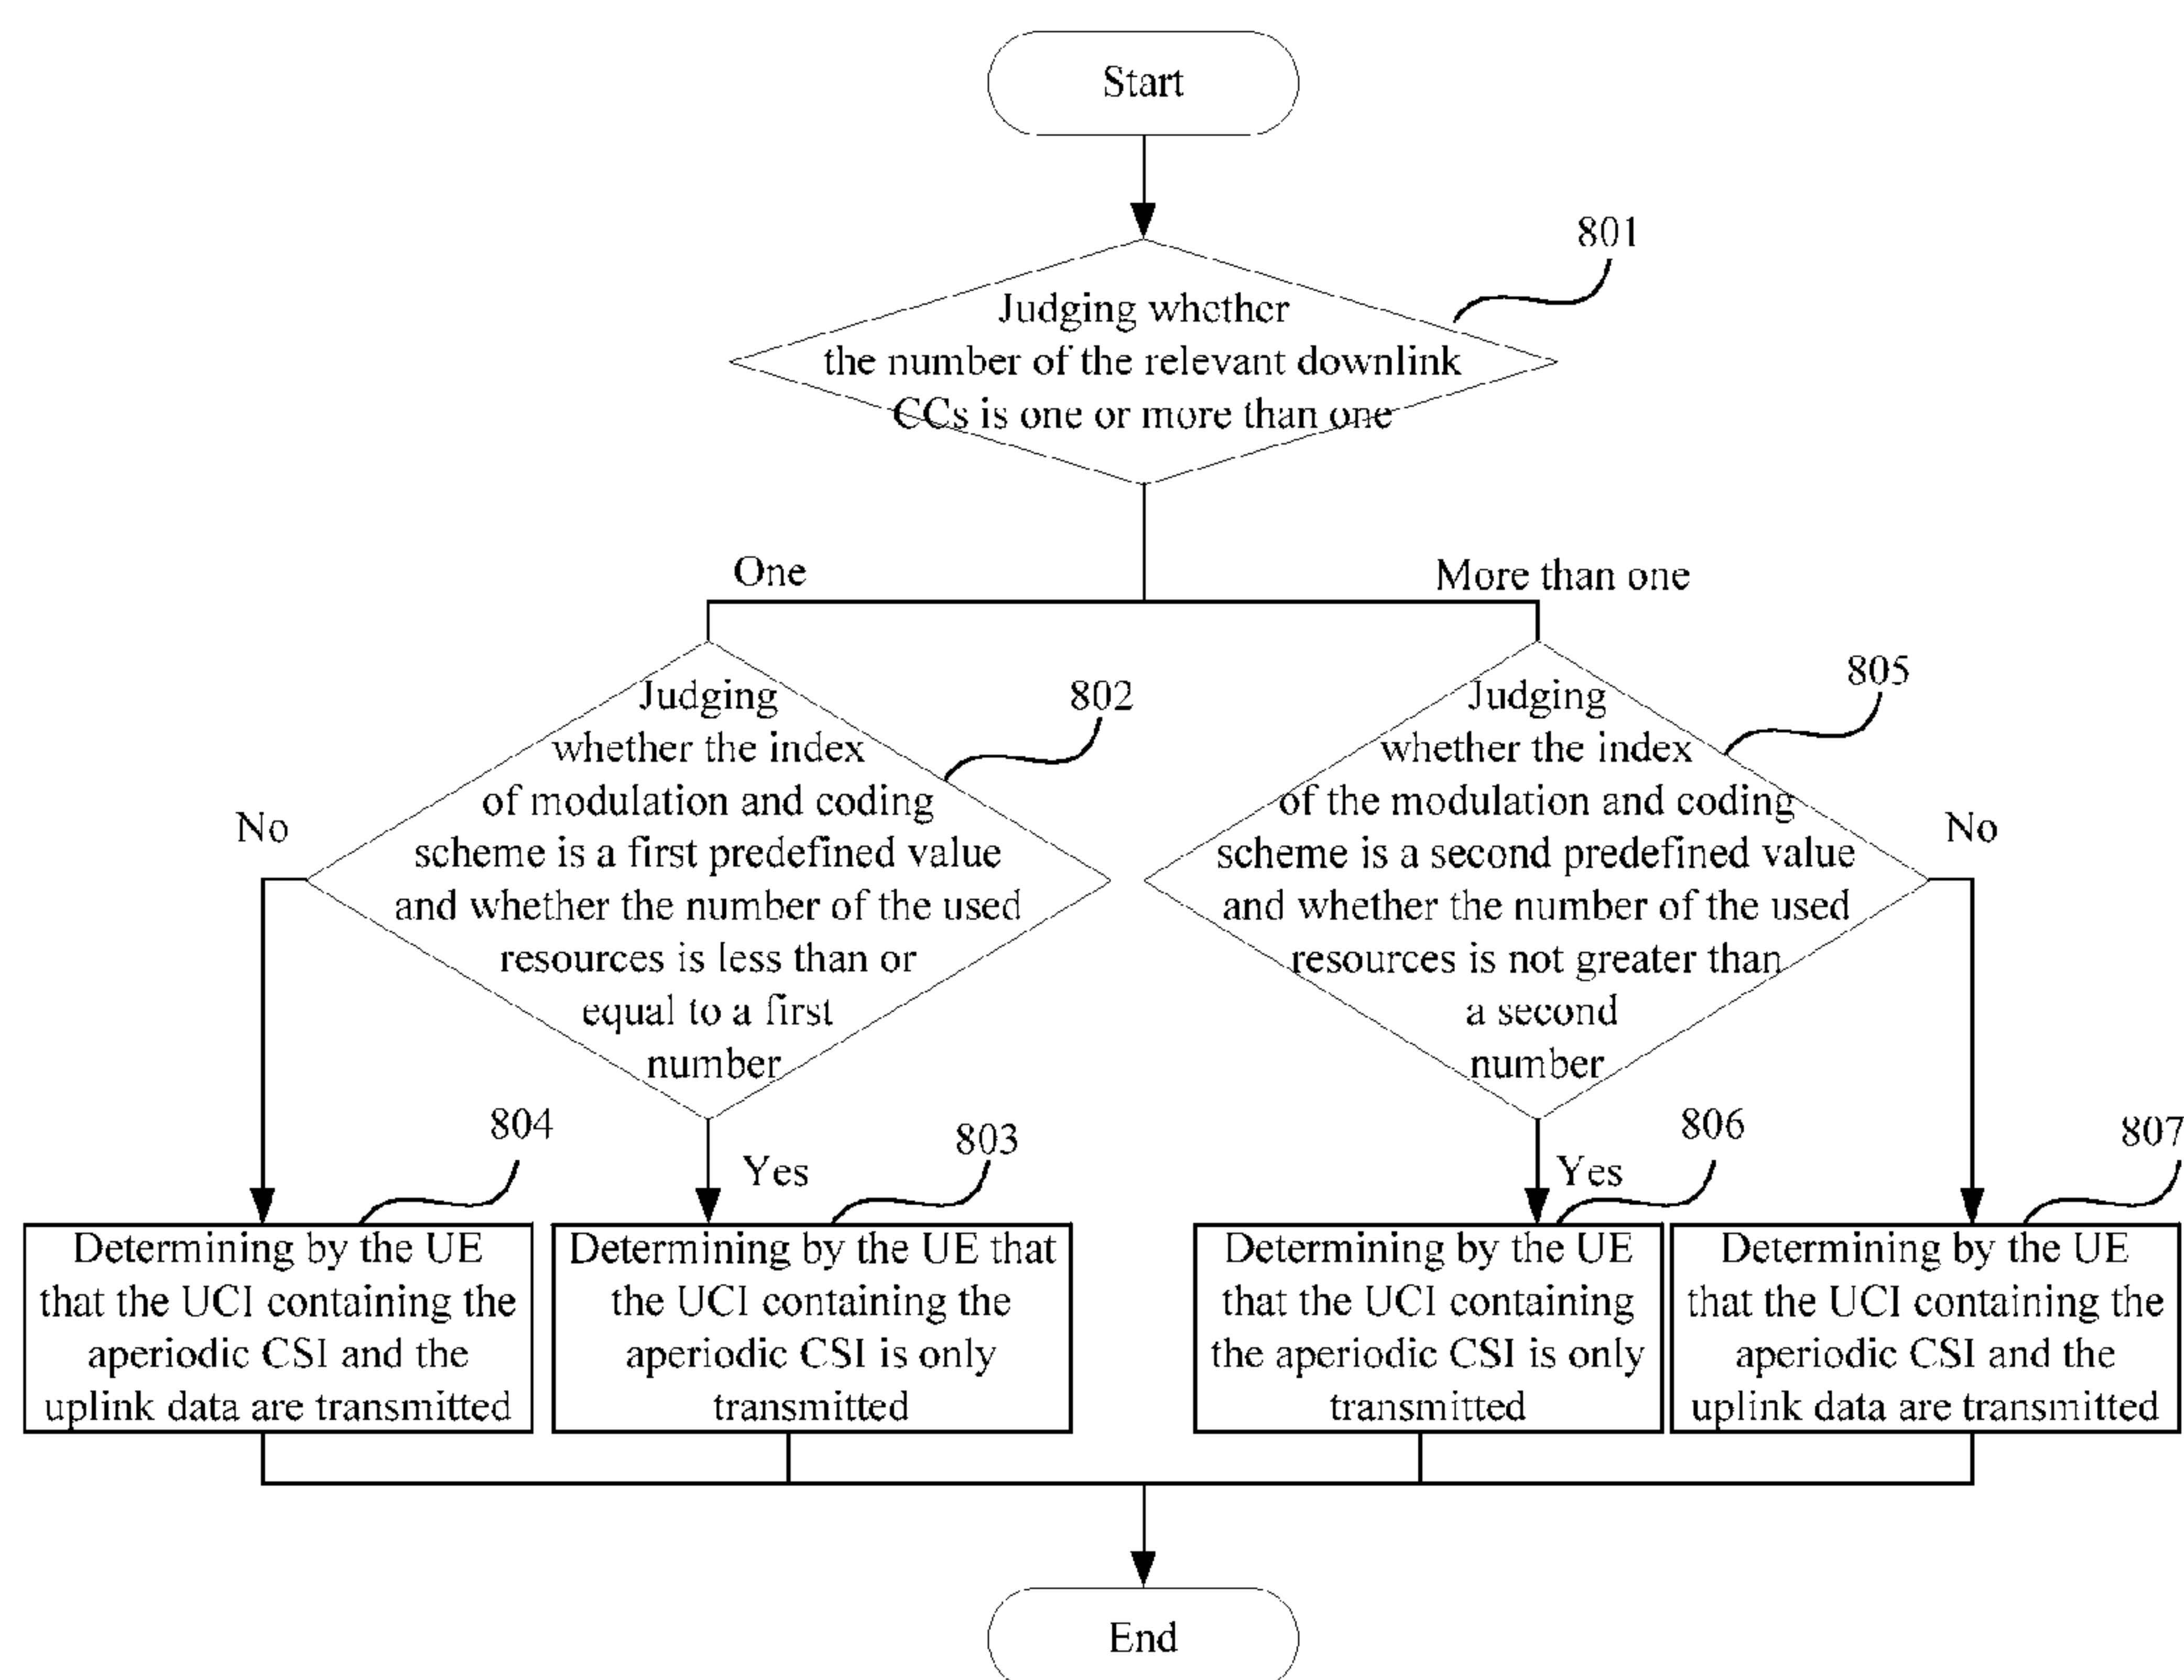 Start
801
Judging whether
the number of the relevant downlink
CCs is one or more than one
One
More than one
802
Judging
whether the index
of modulation and coding
scheme is a first predefined value
and whether the number of the used
resources is less than or
equal to a first
number
805
Judging
whether the index
of the modulation and coding
scheme is a second predefined value
and whether the number of the used
resources is not greater than
a second
number
No
No
Yes
Yes
804
Determining by the UE
that the UCI containing the
aperiodic CSI and the
uplink data are transmitted
803
Determining by the UE that
the UCI containing the
aperiodic CSI is only
transmitted
806
Determining by the UE
that the UCI containing
the aperiodic CSI is only
transmitted
807
Determining by the UE
that the UCI containing the
aperiodic CSI and the
uplink data are transmitted
End